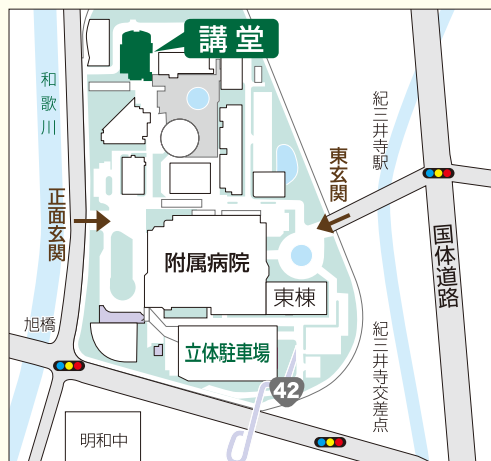 講堂
和歌川
紀三井寺駅
東玄関
正面玄関
国体道路
附属病院
東棟
旭橋
立体駐車場
紀三井寺交差点
42
明和中